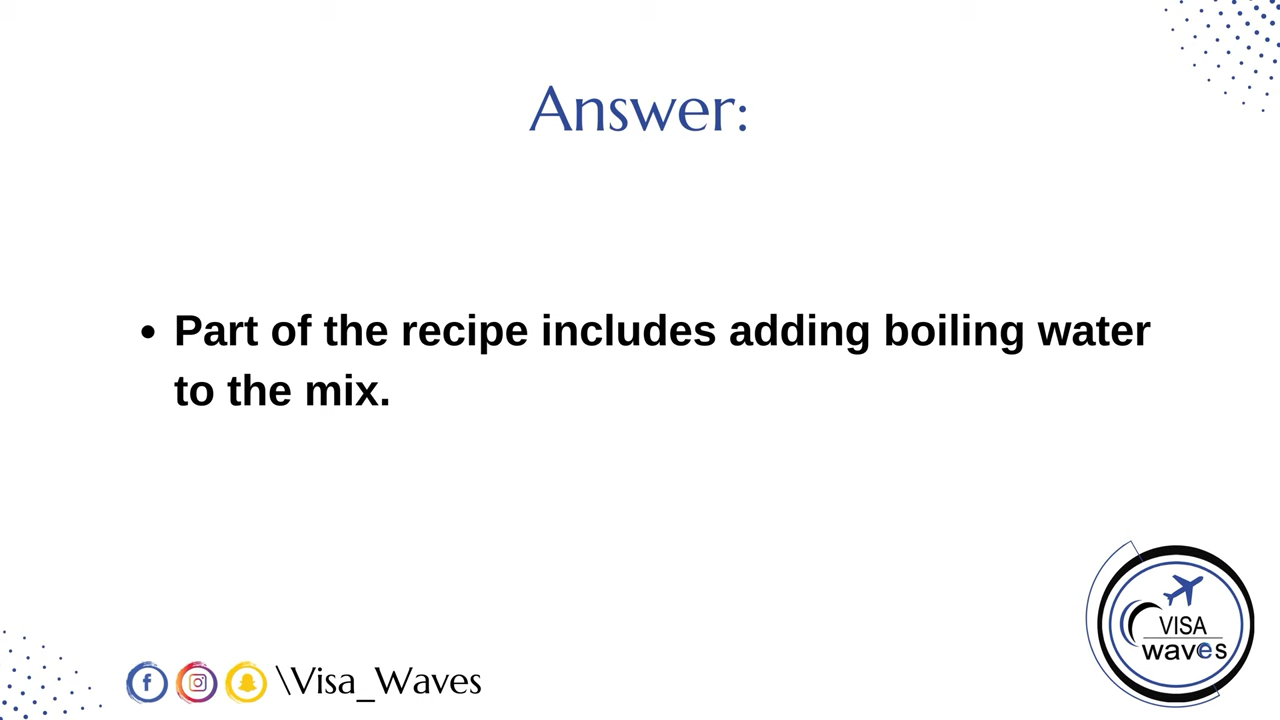 Answer:
• Part of the recipe includes adding boiling water
to the mix.
VISA
waves
\Visa_Waves